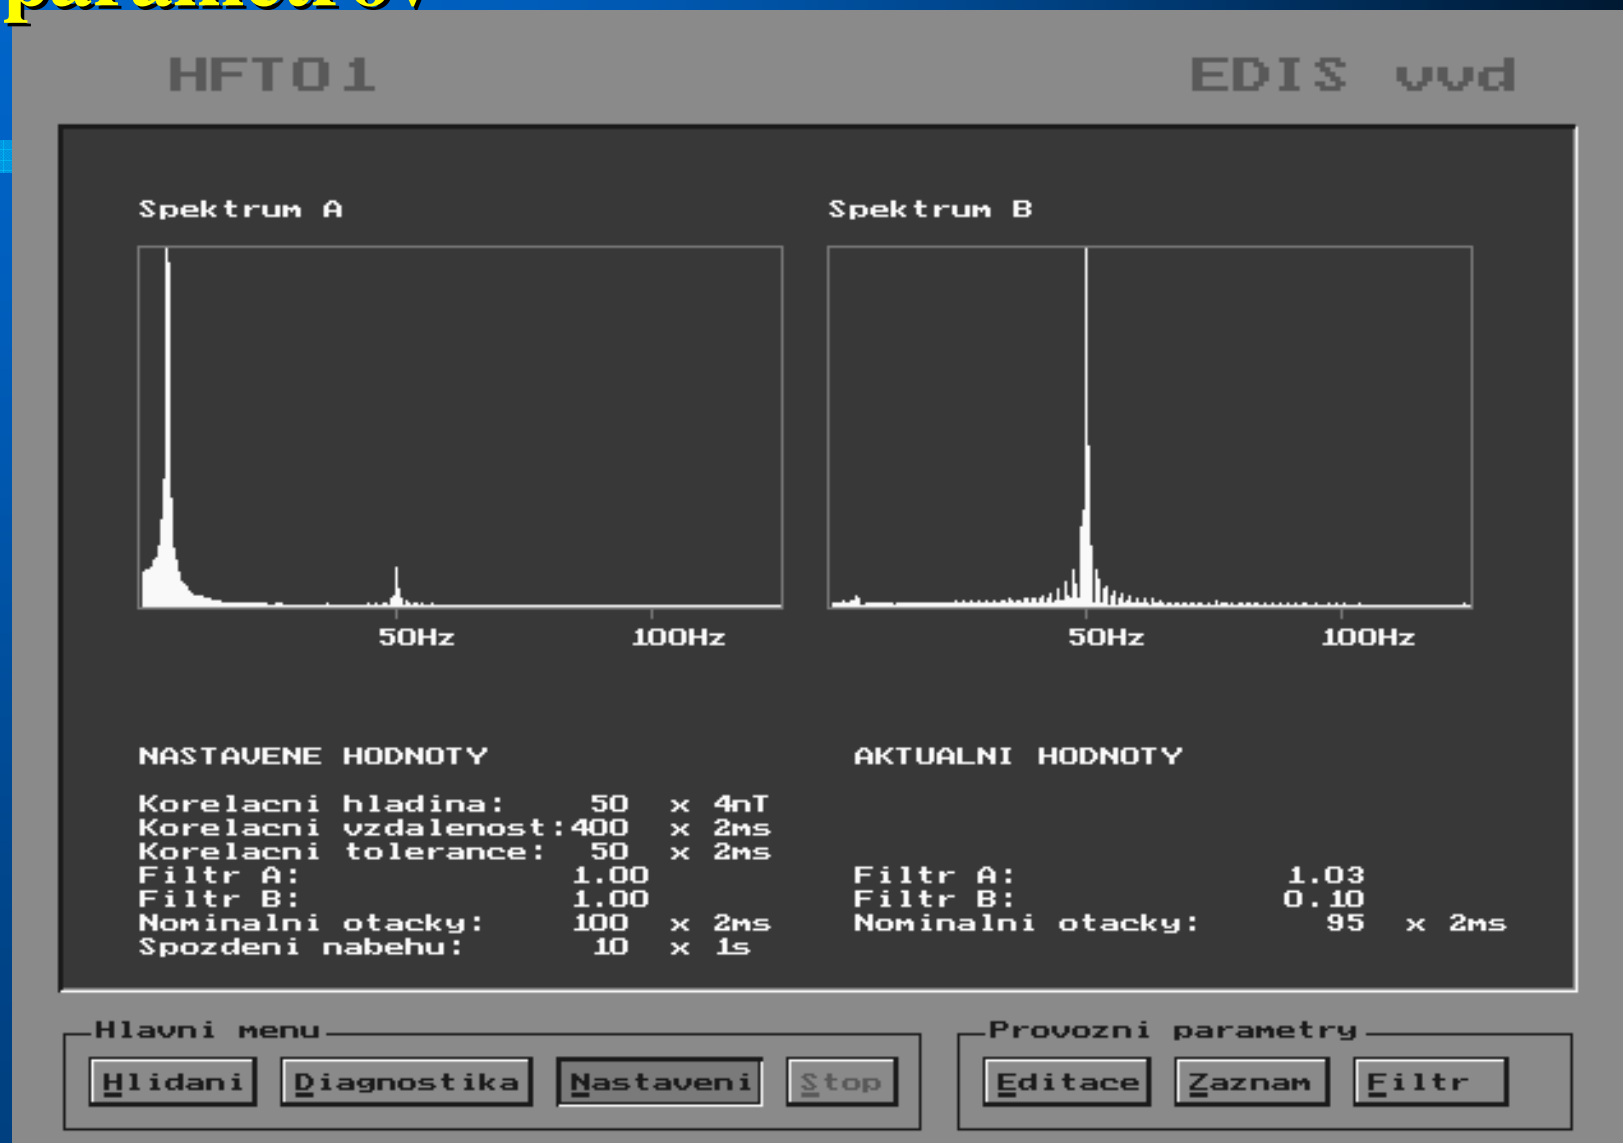 parametrov
HFT01 EDIS vvd
Spektrum A Spektrum B
50Hz 100Hz 50Hz 100Hz
NASTAVENE HODNOTY AKTUALNI HODNOTY
Korelacni hladina: 50 x 4nT
Korelacni vzdalenost:400 x 2ms
Korelacni tolerance: 50 x 2ms
Filtr A: 1.00 Filtr A: 1.03
Filtr B: 1.00 Filtr B: 0.10
Nominalni otacky: 100 x 2ms Nominalni otacky: 95 x 2ms
Spozdeni nabehu: 10 x 1s
Hlavni menu Provozni parametry
Hlidani Diagnostika Nastaveni Stop Editace Zaznam Filtr